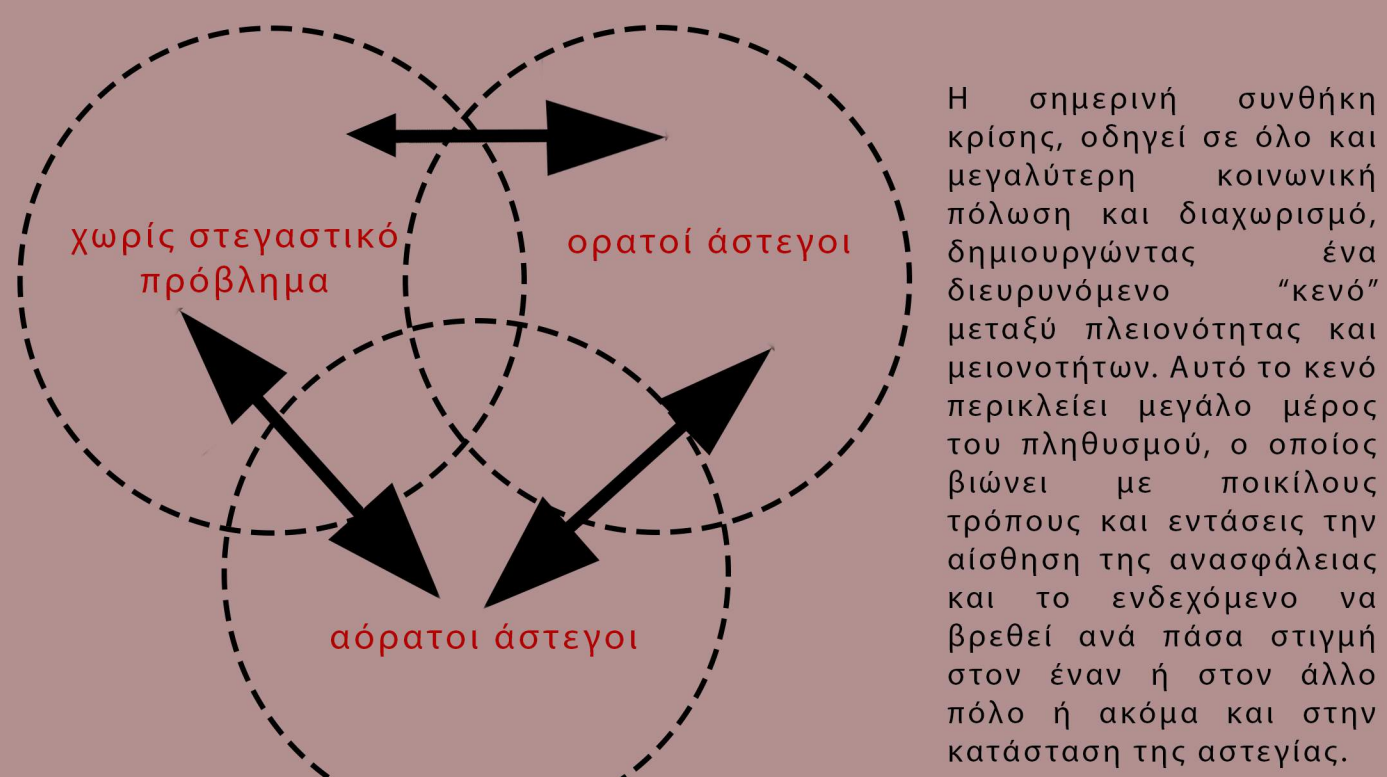 χωρίς στεγαστικό
πρόβλημα
ορατοί άστεγοι
αόρατοι άστεγοι
Η σημερινή συνθήκη
κρίσης, οδηγεί σε όλο και
μεγαλύτερη κοινωνική
πόλωση και διαχωρισμό,
δημιουργώντας ένα
διευρυνόμενο “κενό”
μεταξύ πλειονότητας και
μειονοτήτων. Αυτό το κενό
περικλείει μεγάλο μέρος
του πληθυσμού, ο οποίος
βιώνει με ποικίλους
τρόπους και εντάσεις την
αίσθηση της ανασφάλειας
και το ενδεχόμενο να
βρεθεί ανά πάσα στιγμή
στον έναν ή στον άλλο
πόλο ή ακόμα και στην
κατάσταση της αστεγίας.